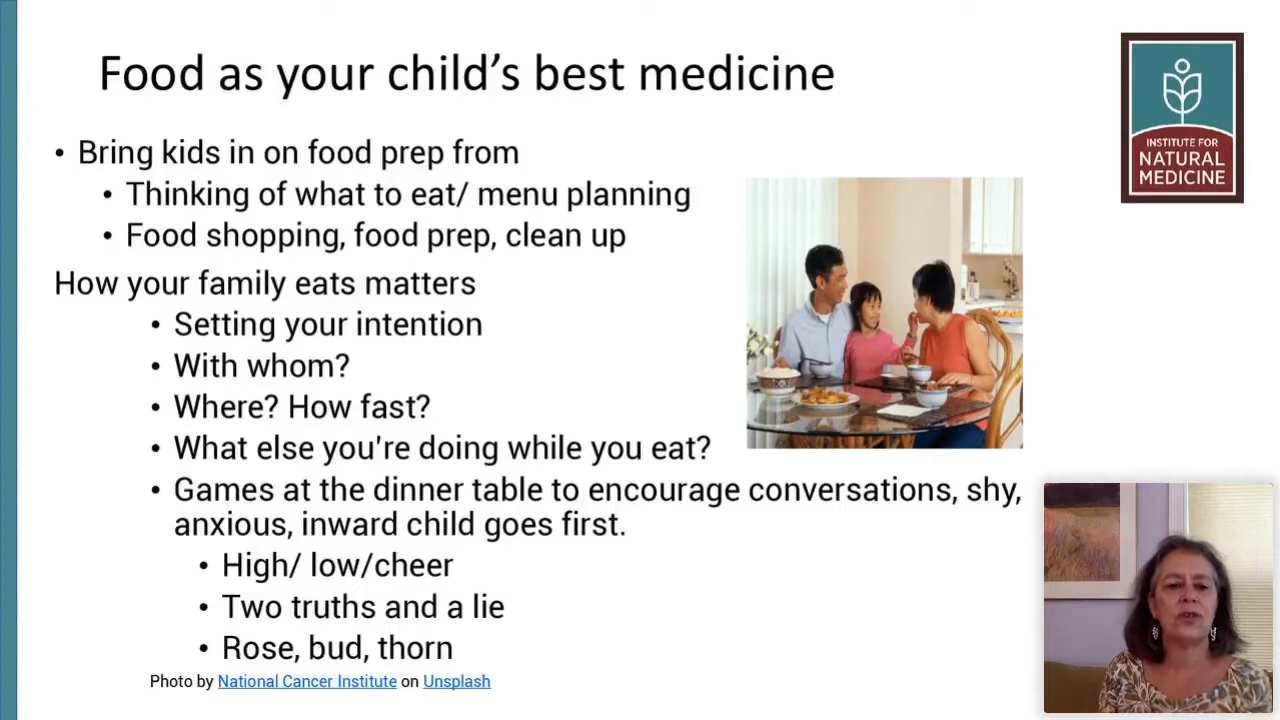 Food as your child’s best medicine
INSTITUTE FOR
NATURAL
MEDICINE
• Bring kids in on food prep from
• Thinking of what to eat/ menu planning
• Food shopping, food prep, clean up
How your family eats matters
• Setting your intention
• With whom?
• Where? How fast?
• What else you're doing while you eat?
• Games at the dinner table to encourage conversations, shy,
anxious, inward child goes first.
• High/ low/cheer
• Two truths and a lie
• Rose, bud, thorn
Photo by National Cancer Institute on Unsplash